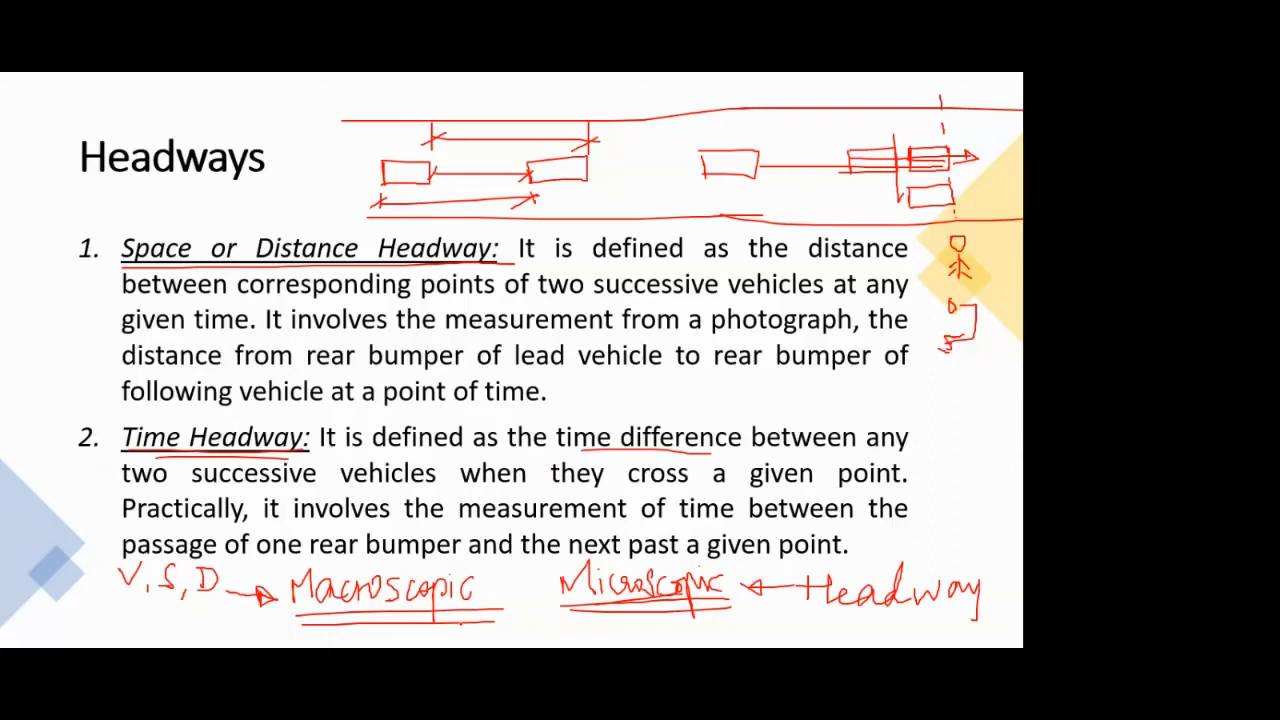 Headways
1. Space or Distance Headway: It is defined as the distance
between corresponding points of two successive vehicles at any
given time. It involves the measurement from a photograph, the
distance from rear bumper of lead vehicle to rear bumper of
following vehicle at a point of time.
2. Time Headway: It is defined as the time difference between any
two successive vehicles when they cross a given point.
Practically, it involves the measurement of time between the
passage of one rear bumper and the next past a given point.
V, S, D → Macroscopic Microscopic ← Headway